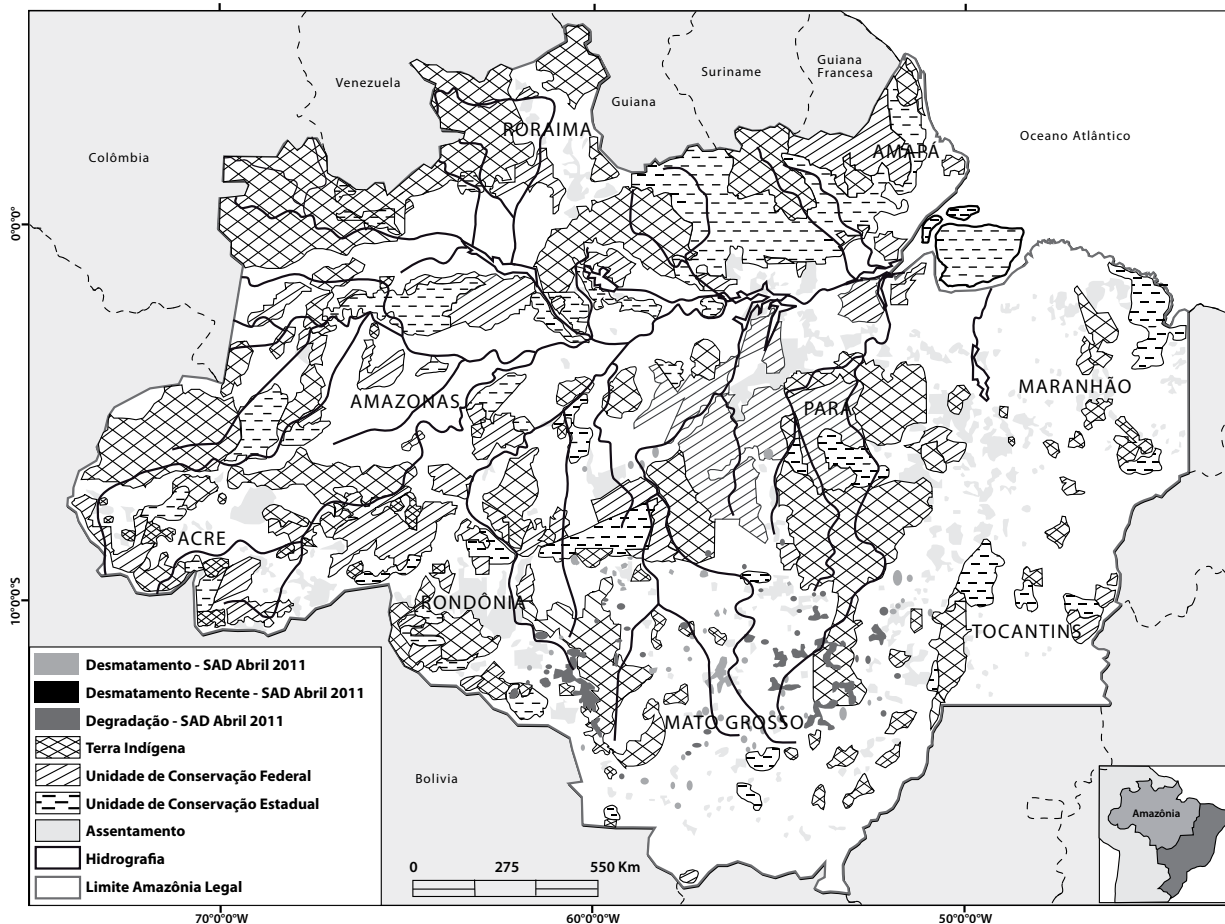 Venezuela
Suriname
Guiana
Francesa
Guiana
Colômbia
Oceano Atlântico
RORAIMA
AMAPÁ
0°0'0"
AMAZONAS
PARÁ
MARANHÃO
ACRE
RONDÔNIA
TOCANTINS
MATO GROSSO
10°0'0"S
Bolivia
Desmatamento - SAD Abril 2011
Desmatamento Recente - SAD Abril 2011
Degradação - SAD Abril 2011
Terra Indígena
Unidade de Conservação Federal
Unidade de Conservação Estadual
Assentamento
Hidrografia
Limite Amazônia Legal
0 275 550 Km
Amazônia
70°0'0"W 60°0'0"W 50°0'0"W